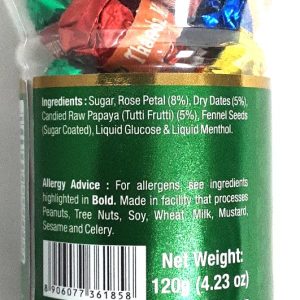 Ingredients : Sugar, Rose Petal (8%), Dry Dates (5%),
Candied Raw Papaya (Tutti Frutti) (5%), Fennel Seeds
(Sugar Coated), Liquid Glucose & Liquid Menthol.
Allergy Advice : For allergens, see ingredients
highlighted in Bold. Made in facility that processes
Peanuts, Tree Nuts, Soy, Wheat, Milk, Mustard,
Sesame and Celery.
Net Weight:
120g (4.23 oz)
8 906077 361858